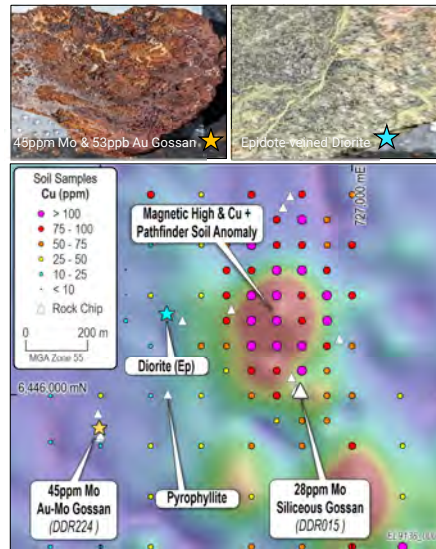 45ppm Mo & 53ppb Au Gossan
Epidote veined Diorite
Soil Samples
Cu (ppm)
> 100
75 - 100
50 - 75
25 - 50
10 - 25
< 10
Rock Chip
0 200 m
MGA Zone 55
Magnetic High & Cu +
Pathfinder Soil Anomaly
727,000 mE
Diorite (Ep)
6,446,000 mN
45ppm Mo
Au-Mo Gossan
(DDR224)
Pyrophyllite
28ppm Mo
Siliceous Gossan
(DDR015)